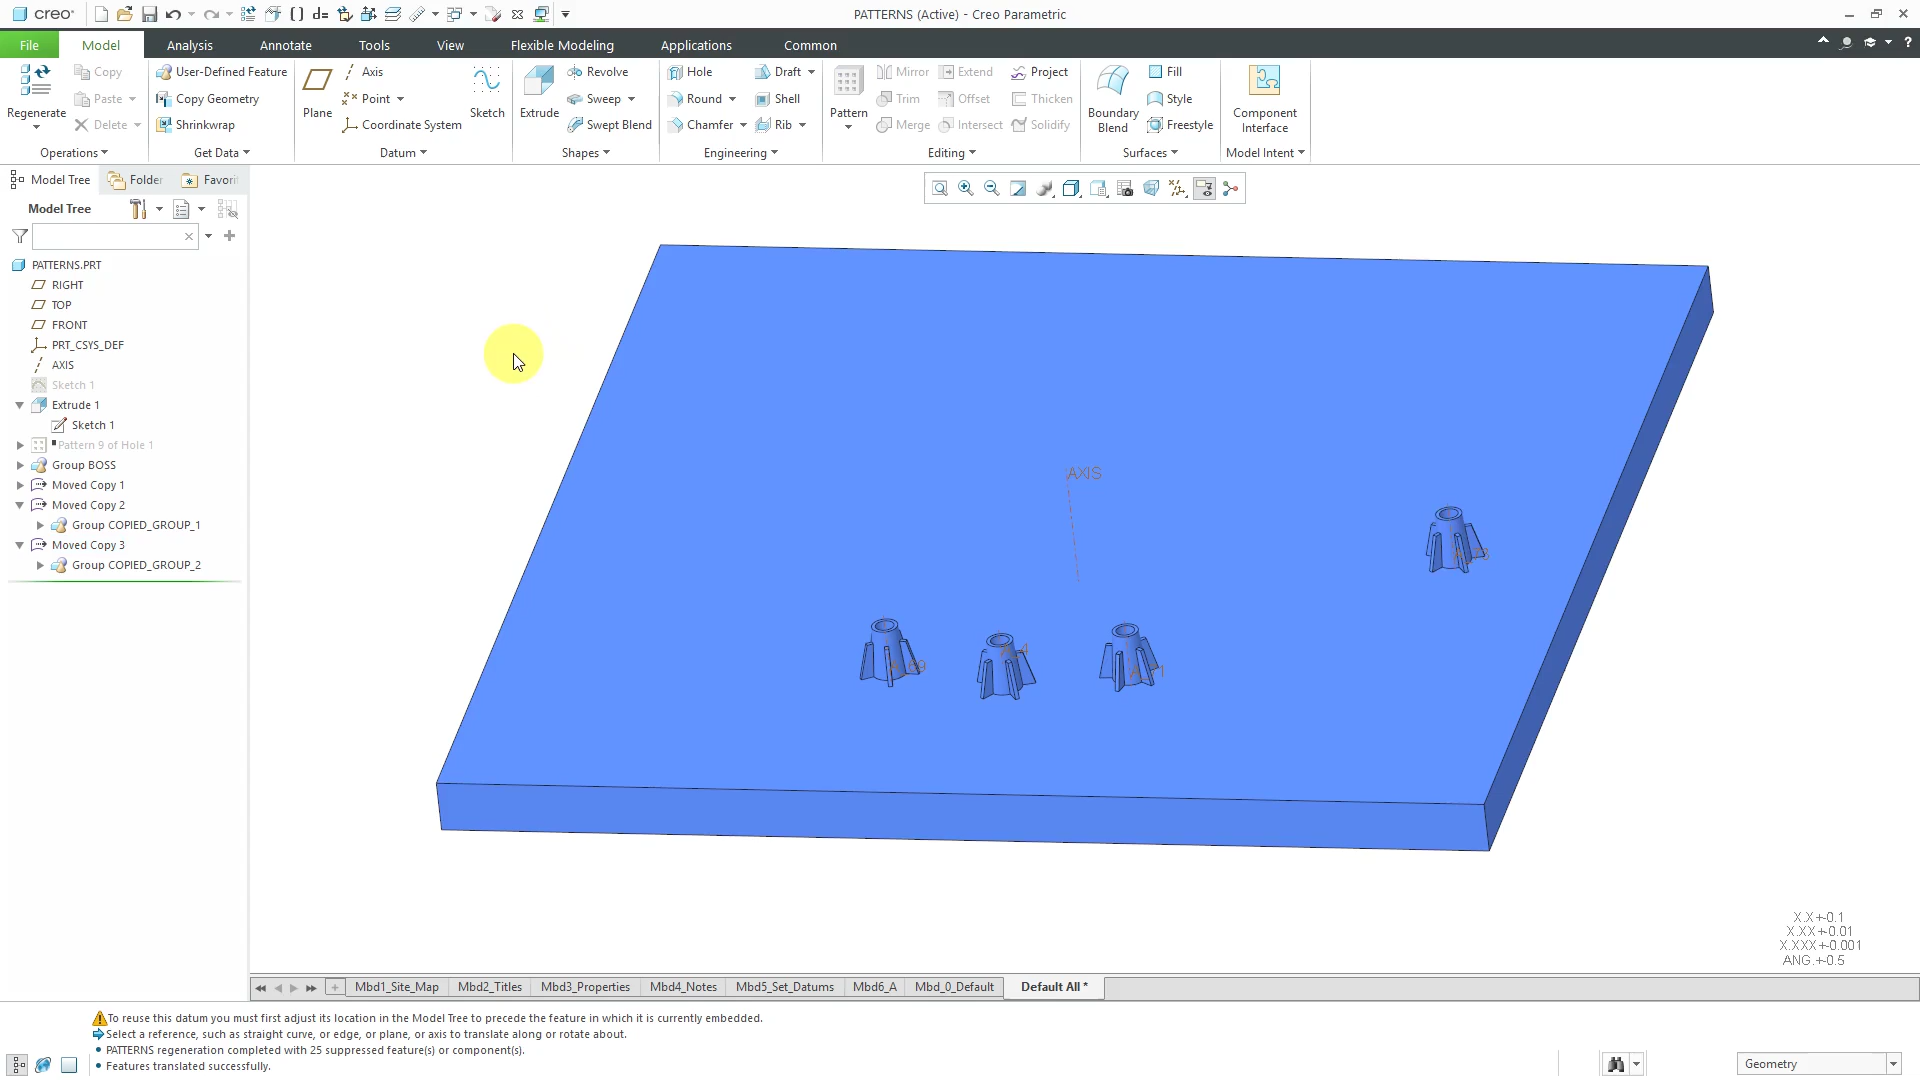 creo
PATTERNS (Active) - Creo Parametric
File
Model
Analysis
Annotate
Tools
View
Flexible Modeling
Applications
Common
Regenerate
Copy
Paste
Delete
Operations
User-Defined Feature
Copy Geometry
Shrinkwrap
Get Data
Plane
Axis
Point
Coordinate System
Sketch
Datum
Extrude
Revolve
Sweep
Swept Blend
Shapes
Hole
Round
Chamfer
Draft
Shell
Rib
Engineering
Pattern
Mirror
Extend
Project
Trim
Offset
Thicken
Merge
Intersect
Solidify
Editing
Boundary
Blend
Fill
Style
Freestyle
Surfaces
Component
Interface
Model Intent
Model Tree
Folder
Favori
Model Tree
PATTERNS.PRT
RIGHT
TOP
FRONT
PRT_CSYS_DEF
AXIS
Sketch 1
Extrude 1
Sketch 1
Pattern 9 of Hole 1
Group BOSS
Moved Copy 1
Moved Copy 2
Group COPIED_GROUP_1
Moved Copy 3
Group COPIED_GROUP_2
AXIS
X.X+-0.1
X.XX+-0.01
X.XXX+-0.001
ANG.+-0.5
Mbd1_Site_Map
Mbd2_Titles
Mbd3_Properties
Mbd4_Notes
Mbd5_Set_Datums
Mbd6_A
Mbd_0_Default
Default All *
To reuse this datum you must first adjust its location in the Model Tree to precede the feature in which it is currently embedded.
Select a reference, such as straight curve, or edge, or plane, or axis to translate along or rotate about.
• PATTERNS regeneration completed with 25 suppressed feature(s) or component(s).
• Features translated successfully.
Geometry